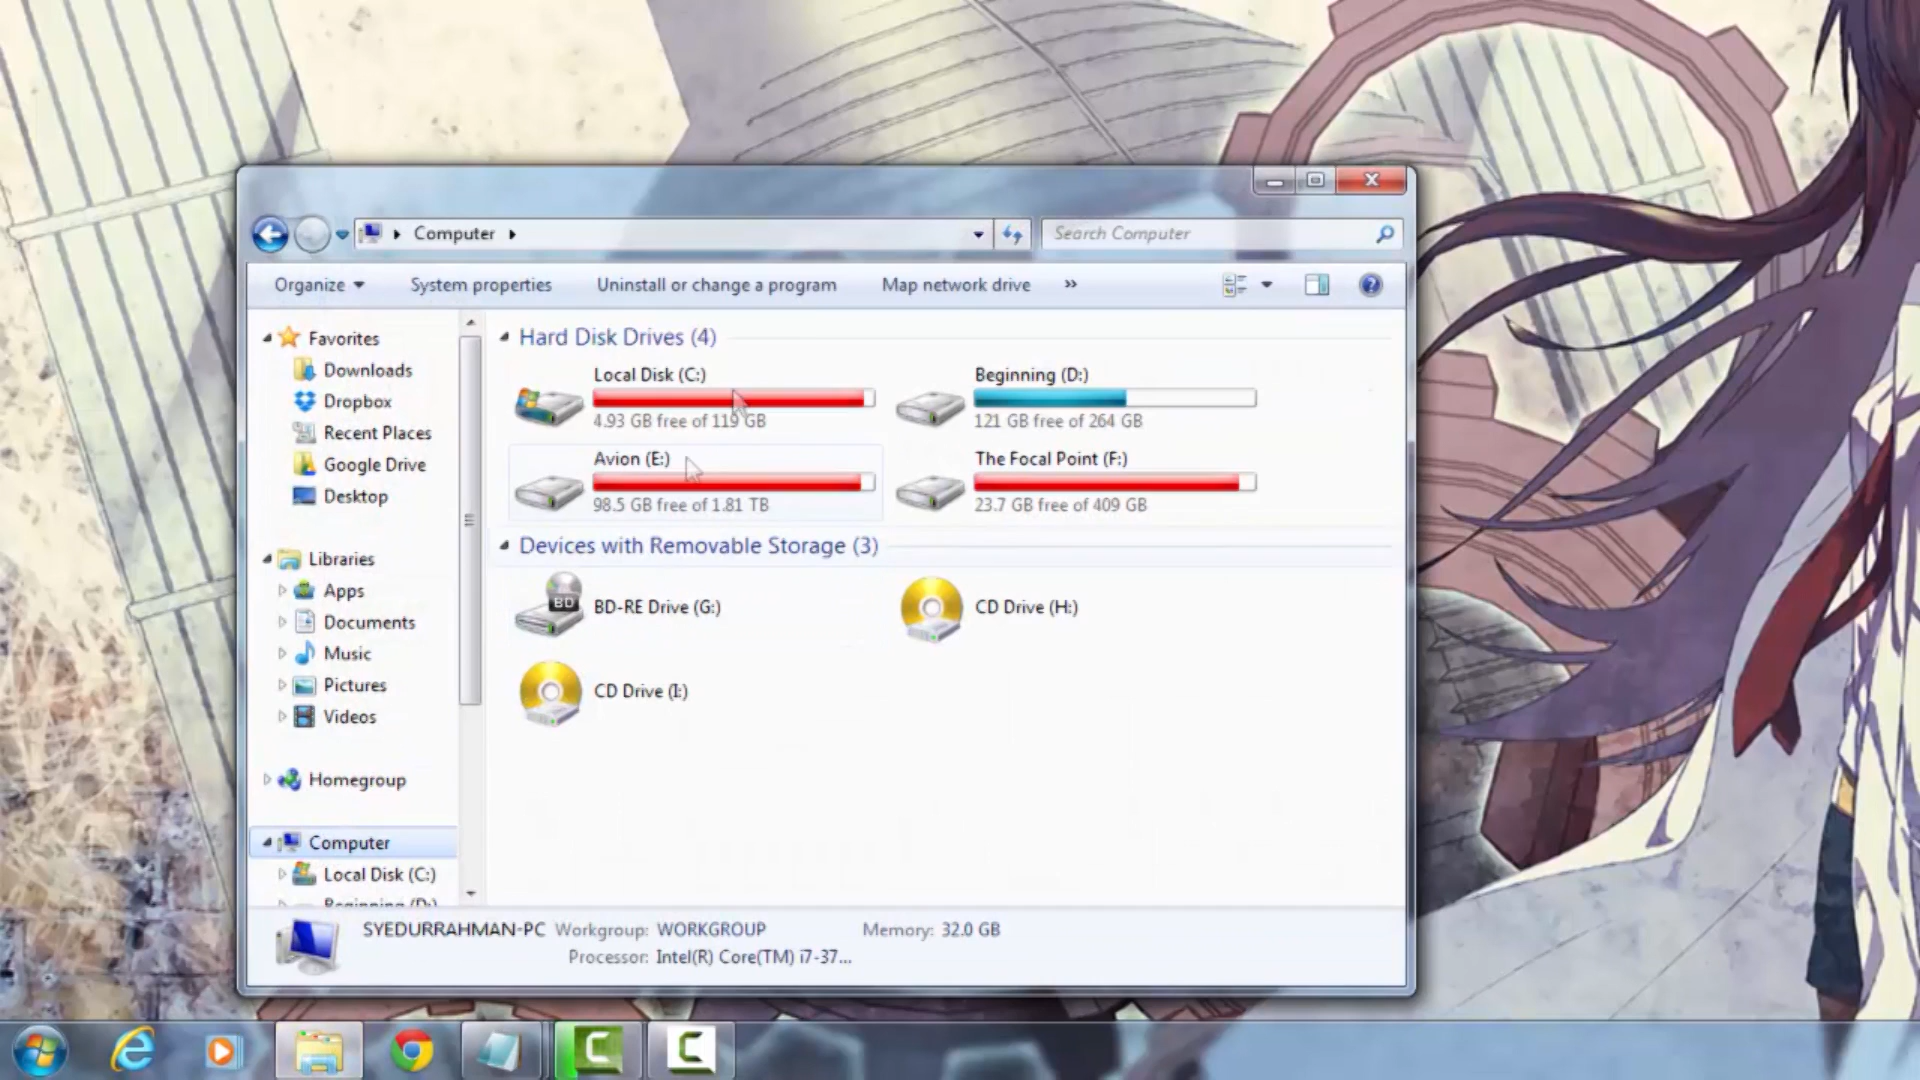 Computer
Search Computer
Organize
System properties
Uninstall or change a program
Map network drive
»
Favorites
Downloads
Dropbox
Recent Places
Google Drive
Desktop
Libraries
Apps
Documents
Music
Pictures
Videos
Homegroup
Computer
Local Disk (C:)
Beginning (D:)
Hard Disk Drives (4)
Local Disk (C:)
4.93 GB free of 119 GB
Beginning (D:)
121 GB free of 264 GB
Avion (E:)
98.5 GB free of 1.81 TB
The Focal Point (F:)
23.7 GB free of 409 GB
Devices with Removable Storage (3)
BD
BD-RE Drive (G:)
CD Drive (H:)
CD Drive (I:)
SYEDURRAHMAN-PC Workgroup: WORKGROUP Memory: 32.0 GB
Processor: Intel(R) Core(TM) i7-37...